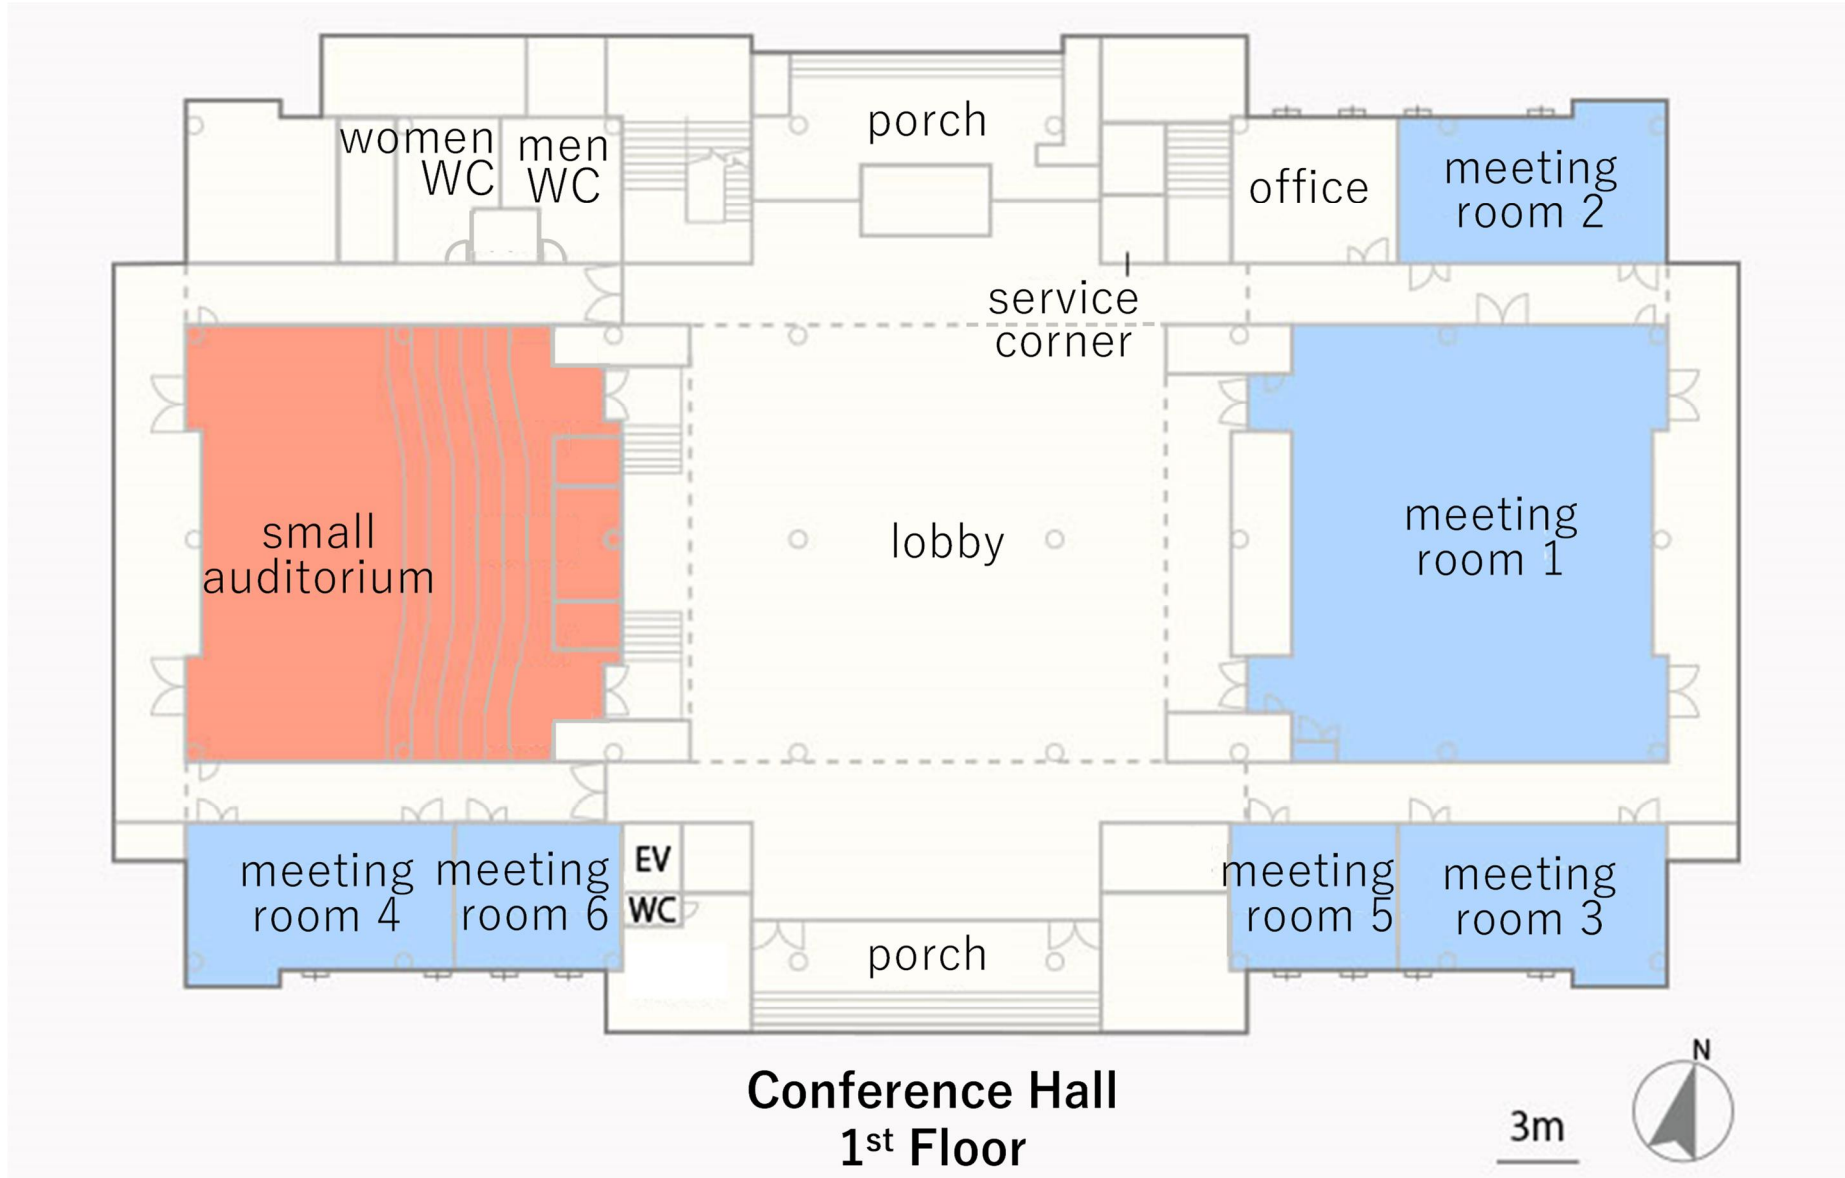 porch
women
WC
men
WC
office
meeting
room 2
service
corner
small
auditorium
lobby
meeting
room 1
meeting
room 4
meeting
room 6
EV
WC
porch
meeting
room 5
meeting
room 3
Conference Hall
1st Floor
3m
N